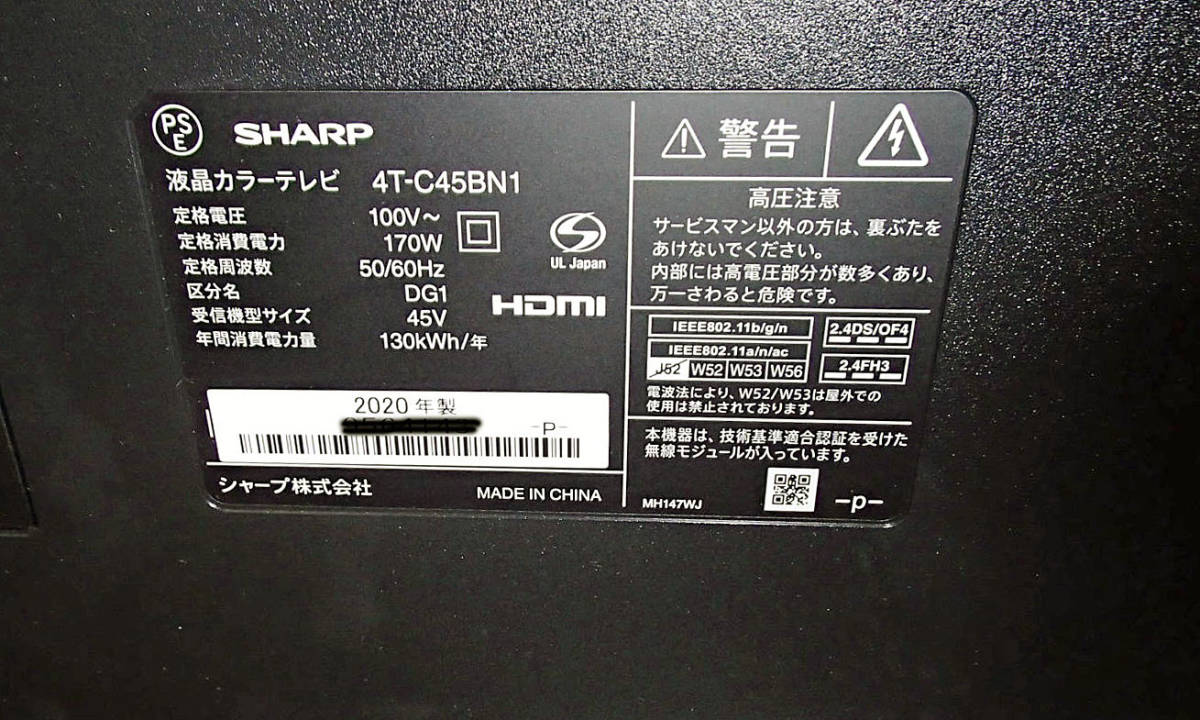 PSE
SHARP
液晶カラーテレビ 4T-C45BN1
定格電圧 100V～
定格消費電力 170W
定格周波数 50/60Hz
区分名 DG1
受信機型サイズ 45V
年間消費電力量 130kWh/年
S
UL Japan
HDMI
2020 年製
-P-
シャープ株式会社
MADE IN CHINA
警告
高圧注意
サービスマン以外の方は、裏ぶたを
あけないでください。
内部には高電圧部分が数多くあり、
万一さわると危険です。
IEEE802.11b/g/n
IEEE802.11a/n/ac
J52 W52 W53 W56
2.4DS/OF4
2.4FH3
電波法により、W52/W53は屋外での
使用は禁止されております。
本機器は、技術基準適合認証を受けた
無線モジュールが入っています。
MH147WJ
-p-